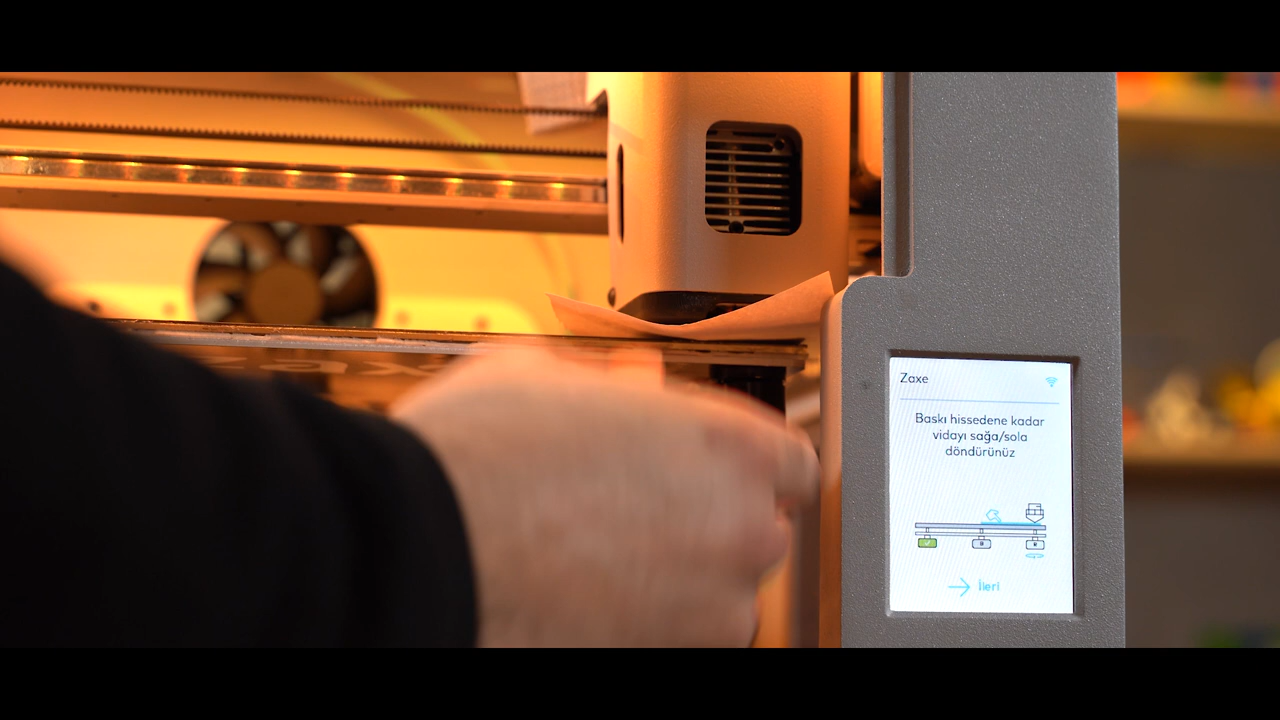 Zaxe
Baskı hissedene kadar
vidayı sağa/sola
döndürünüz
İleri